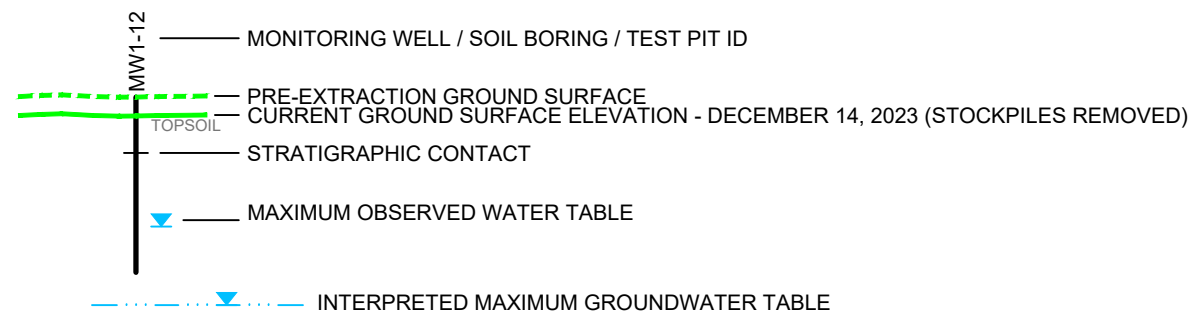 MW1-12
MONITORING WELL / SOIL BORING / TEST PIT ID
PRE-EXTRACTION GROUND SURFACE
CURRENT GROUND SURFACE ELEVATION - DECEMBER 14, 2023 (STOCKPILES REMOVED)
TOPSOIL
STRATIGRAPHIC CONTACT
MAXIMUM OBSERVED WATER TABLE
INTERPRETED MAXIMUM GROUNDWATER TABLE